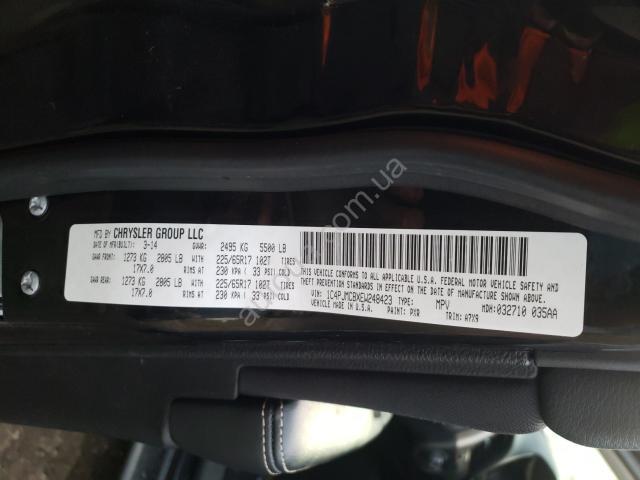 MFD BY CHRYSLER GROUP LLC
DATE OF MFR(BUILT): 3-14 GVWR: 2495 KG 5500 LB
GAWR FRONT: 1273 KG 2805 LB WITH 225/65R17 102T TIRES
17X7.0 RIMS AT 230 KPA ( 33 PSI) COLD
GAWR REAR: 1273 KG 2805 LB WITH 225/65R17 102T TIRES
17X7.0 RIMS AT 230 KPA ( 33 PSI) COLD
THIS VEHICLE CONFORMS TO ALL APPLICABLE U.S.A. FEDERAL MOTOR VEHICLE SAFETY AND
THEFT PREVENTION STANDARDS IN EFFECT ON THE DATE OF MANUFACTURE SHOWN ABOVE.
VIN: 1C4PJMCBXEW248423 MPV
MADE IN U.S.A. PAINT: PXR TRIM: A7X9 MDH: 032710 035AA